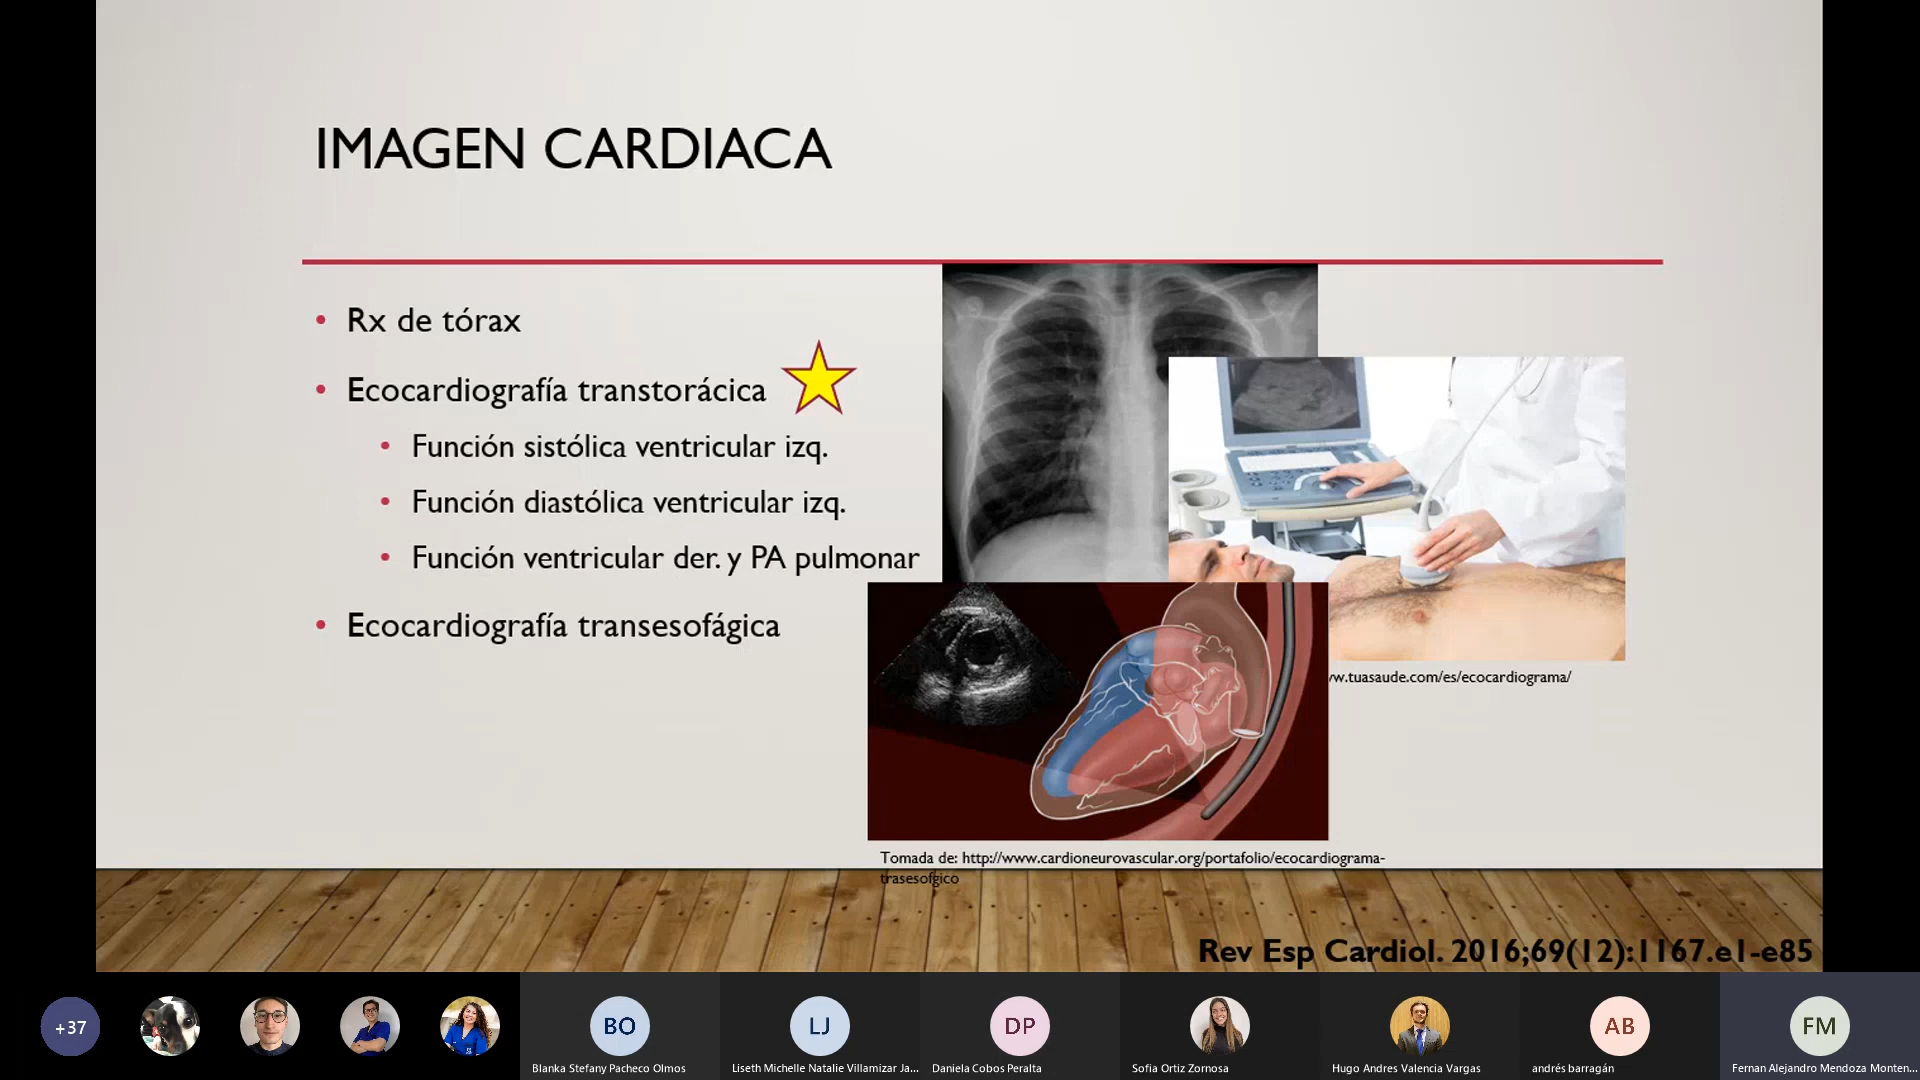 IMAGEN CARDIACA
• Rx de tórax
• Ecocardiografía transtorácica
• Función sistólica ventricular izq.
• Función diastólica ventricular izq.
• Función ventricular der. y PA pulmonar
• Ecocardiografía transesofágica
w.tuasaude.com/es/ecocardiograma/
Tomada de: http://www.cardioneurovascular.org/portafolio/ecocardiograma-
trasesofgico
Rev Esp Cardiol. 2016;69(12):1167.e1-e85
+37
BO
LJ
DP
AB
FM
Blanka Stefany Pacheco Olmos
Liseth Michelle Natalie Villamizar Ja...
Daniela Cobos Peralta
Sofia Ortiz Zornosa
Hugo Andres Valencia Vargas
andrés barragán
Fernan Alejandro Mendoza Monten...